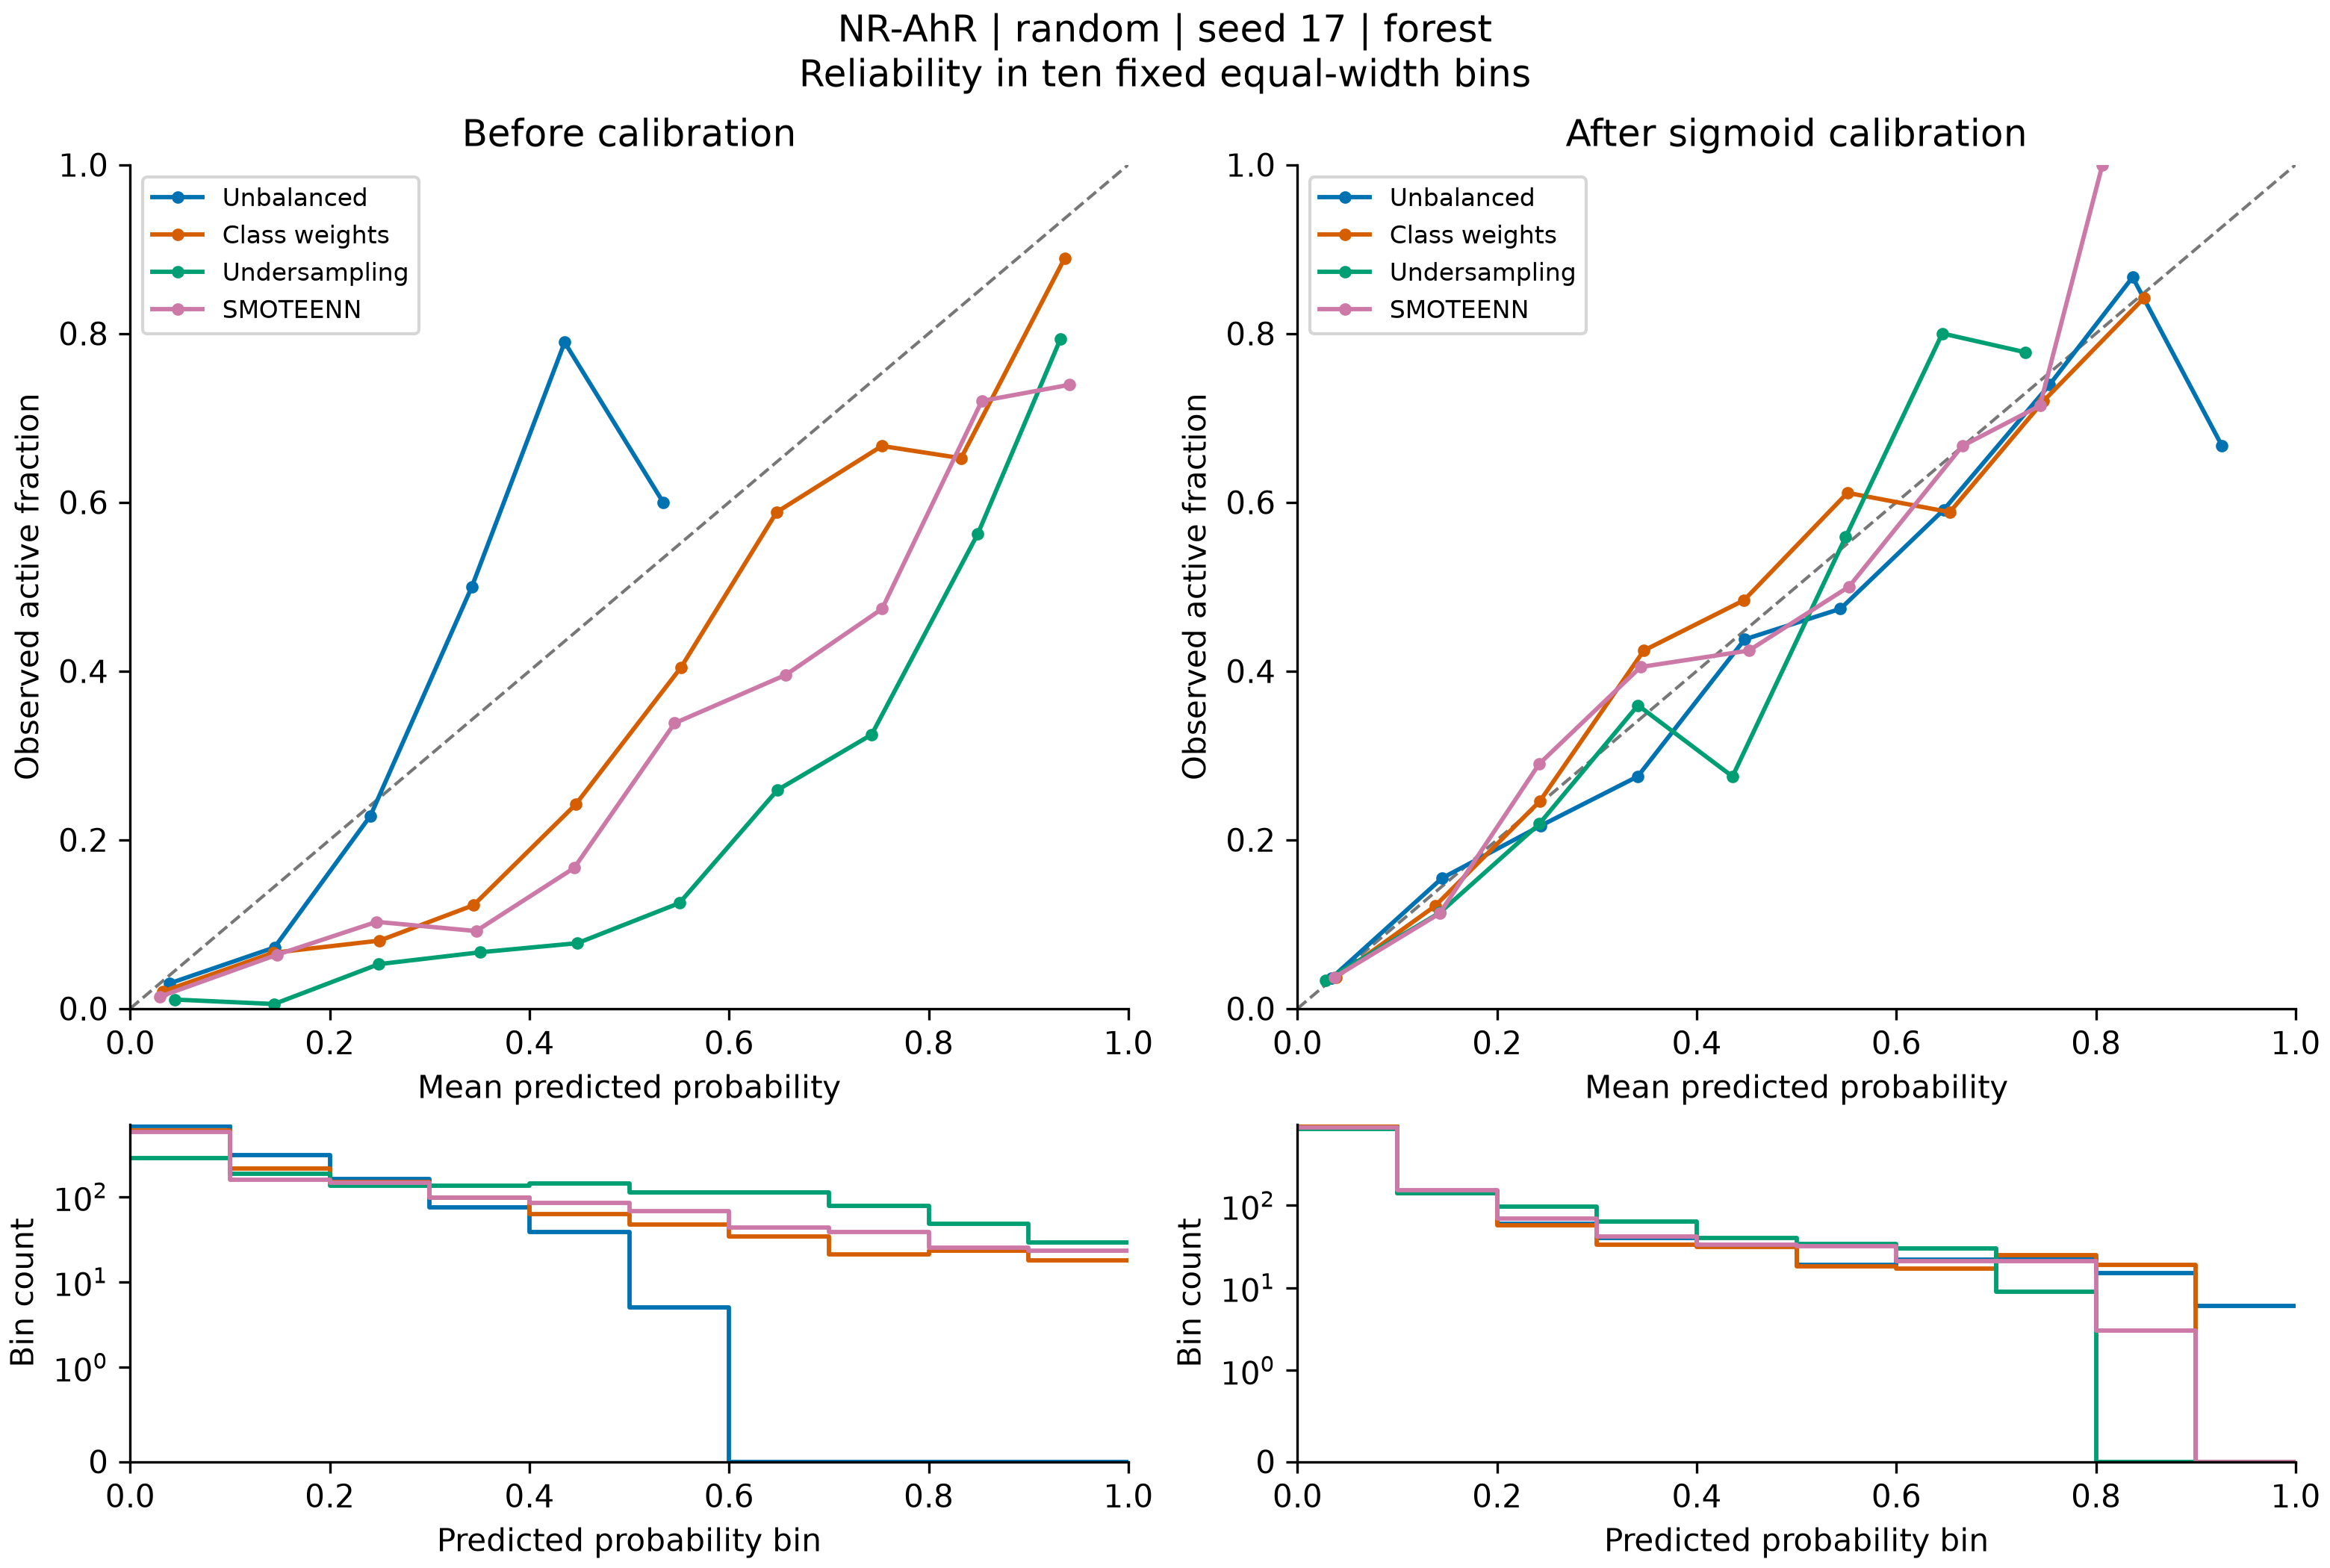 NR-AhR | random | seed 17 | forest
Reliability in ten fixed equal-width bins
Before calibration
1.0
0.8
0.6
0.4
0.2
0.0
Observed active fraction
Unbalanced
Class weights
Undersampling
SMOTEENN
0.0 0.2 0.4 0.6 0.8 1.0
Mean predicted probability
After sigmoid calibration
1.0
0.8
0.6
0.4
0.2
0.0
Observed active fraction
Unbalanced
Class weights
Undersampling
SMOTEENN
0.0 0.2 0.4 0.6 0.8 1.0
Mean predicted probability
10²
10¹
10⁰
0
Bin count
0.0 0.2 0.4 0.6 0.8 1.0
Predicted probability bin
10²
10¹
10⁰
0
Bin count
0.0 0.2 0.4 0.6 0.8 1.0
Predicted probability bin